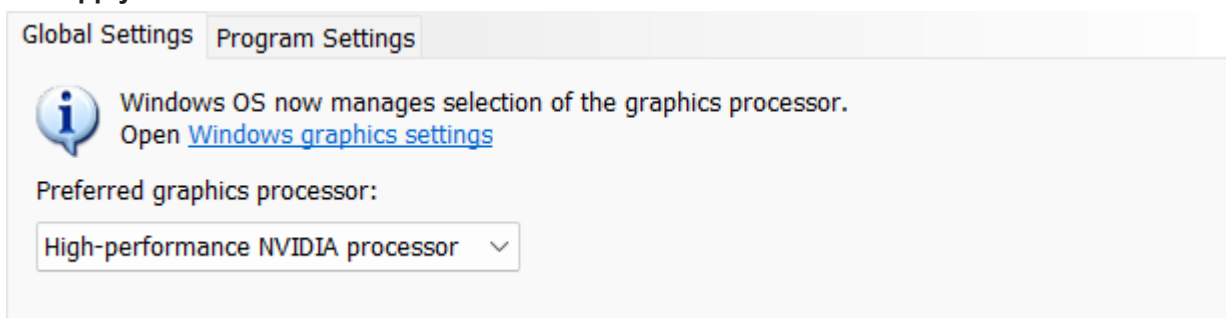 Global Settings Program Settings
Windows OS now manages selection of the graphics processor.
Open Windows graphics settings
Preferred graphics processor:
High-performance NVIDIA processor